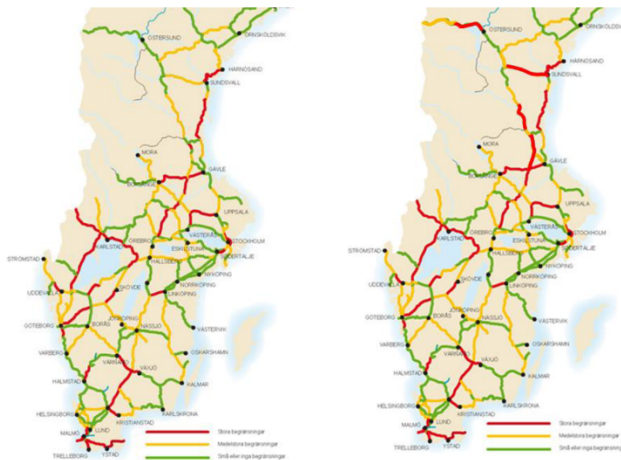 ÖSTERSUND
ÖRNSKÖLDSVIK
HÄRNÖSAND
SUNDSVALL
MORA
GÄVLE
BORLÄNGE
UPPSALA
VÄSTERÅS
KARLSTAD
ÖREBRO
STOCKHOLM
ESKILSTUNA
SÖDERTÄLJE
STRÖMSTAD
HALLSBERG
NYKÖPING
NORRKÖPING
UDDEVALLA
SKÖVDE
LINKÖPING
GÖTEBORG
BORÅS
JÖNKÖPING
NÄSSJÖ
VÄSTERVIK
VARBERG
OSKARSHAMN
VÄRNAMO
VÄXJÖ
HALMSTAD
KALMAR
HELSINGBORG
KARLSKRONA
KRISTIANSTAD
LUND
MALMÖ
TRELLEBORG
YSTAD
Stora begränsningar
Medelstora begränsningar
Små eller inga begränsningar
ÖSTERSUND
ÖRNSKÖLDSVIK
HÄRNÖSAND
SUNDSVALL
MORA
GÄVLE
BORLÄNGE
UPPSALA
VÄSTERÅS
KARLSTAD
ÖREBRO
STOCKHOLM
ESKILSTUNA
SÖDERTÄLJE
STRÖMSTAD
HALLSBERG
NYKÖPING
NORRKÖPING
UDDEVALLA
SKÖVDE
LINKÖPING
GÖTEBORG
BORÅS
JÖNKÖPING
NÄSSJÖ
VÄSTERVIK
VARBERG
OSKARSHAMN
VÄRNAMO
VÄXJÖ
HALMSTAD
KALMAR
HELSINGBORG
KARLSKRONA
KRISTIANSTAD
LUND
MALMÖ
TRELLEBORG
YSTAD
Stora begränsningar
Medelstora begränsningar
Små eller inga begränsningar